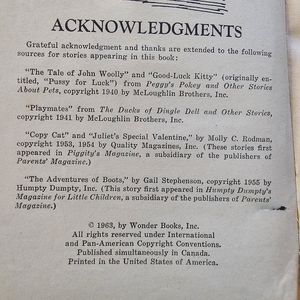 ACKNOWLEDGMENTS
Grateful acknowledgment and thanks are extended to the following
sources for stories appearing in this book:
"The Tale of John Woolly" and "Good-Luck Kitty" (originally en-
titled, "Pussy for Luck") from Peggy's Pokey and Other Stories
About Pets, copyright 1940 by McLoughlin Brothers, Inc.
"Playmates" from The Ducks of Dingle Dell and Other Stories,
copyright 1941 by McLoughlin Brothers, Inc.
"Copy Cat" and "Juliet's Special Valentine," by Molly C. Rodman,
copyright 1953, 1954 by Quality Magazines, Inc. (These stories first
appeared in Piggity's Magazine, a subsidiary of the publishers of
Parents' Magazine.)
"The Adventures of Boots," by Gail Stephenson, copyright 1955 by
Humpty Dumpty, Inc. (This story first appeared in Humpty Dumpty's
Magazine for Little Children, a subsidiary of the publishers of Parents'
Magazine.)
© 1963, by Wonder Books, Inc.
All rights reserved under International
and Pan-American Copyright Conventions.
Published simultaneously in Canada.
Printed in the United States of America.